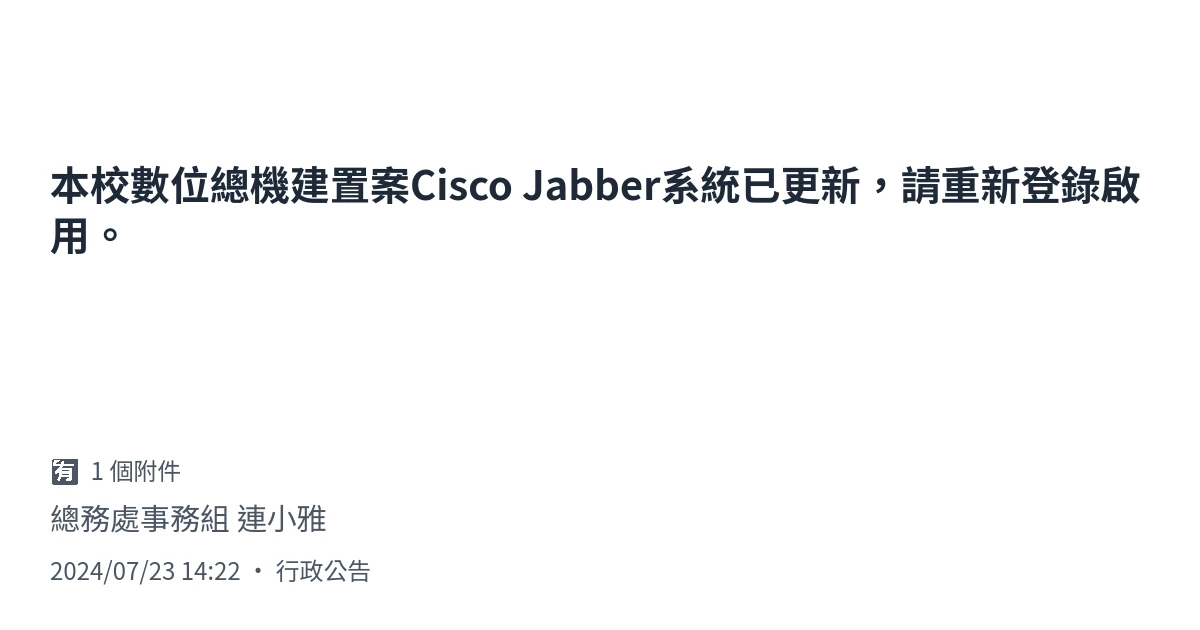 本校數位總機建置案Cisco Jabber系統已更新，請重新登錄啟
用。
有 1 個附件
總務處事務組 連小雅
2024/07/23 14:22 • 行政公告